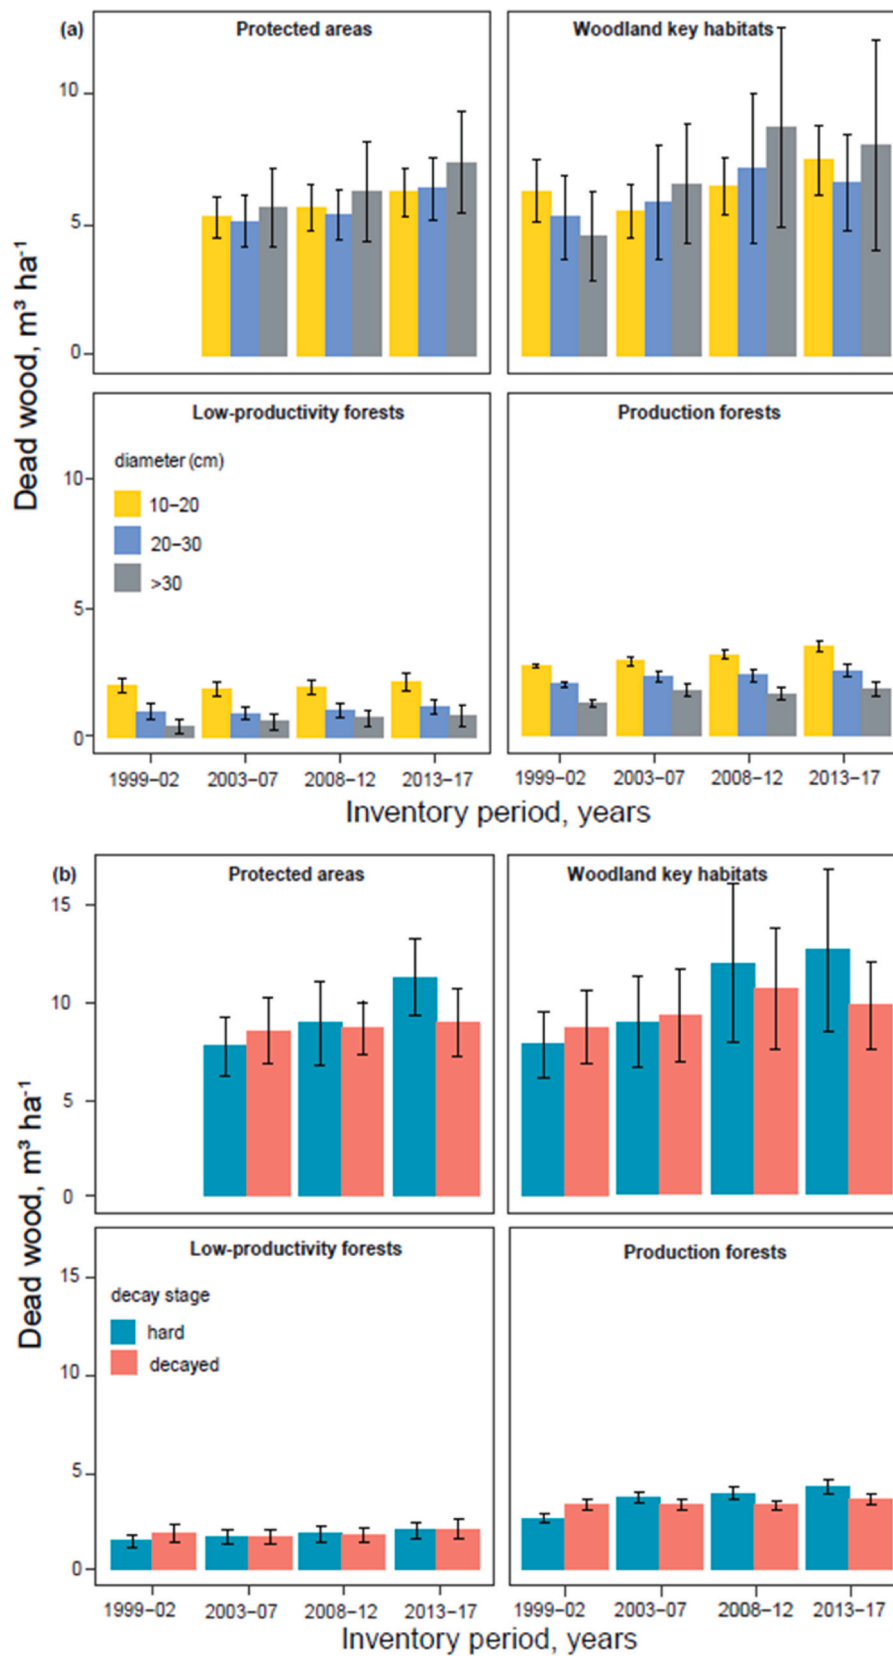 (a)
Protected areas
Woodland key habitats
10
5
0
Dead wood, m³ ha⁻¹
Low-productivity forests
Production forests
diameter (cm)
10–20
20–30
>30
10
5
0
1999–02 2003–07 2008–12 2013–17
1999–02 2003–07 2008–12 2013–17
Inventory period, years
(b)
Protected areas
Woodland key habitats
15
10
5
0
Dead wood, m³ ha⁻¹
Low-productivity forests
Production forests
decay stage
hard
decayed
15
10
5
0
1999–02 2003–07 2008–12 2013–17
1999–02 2003–07 2008–12 2013–17
Inventory period, years